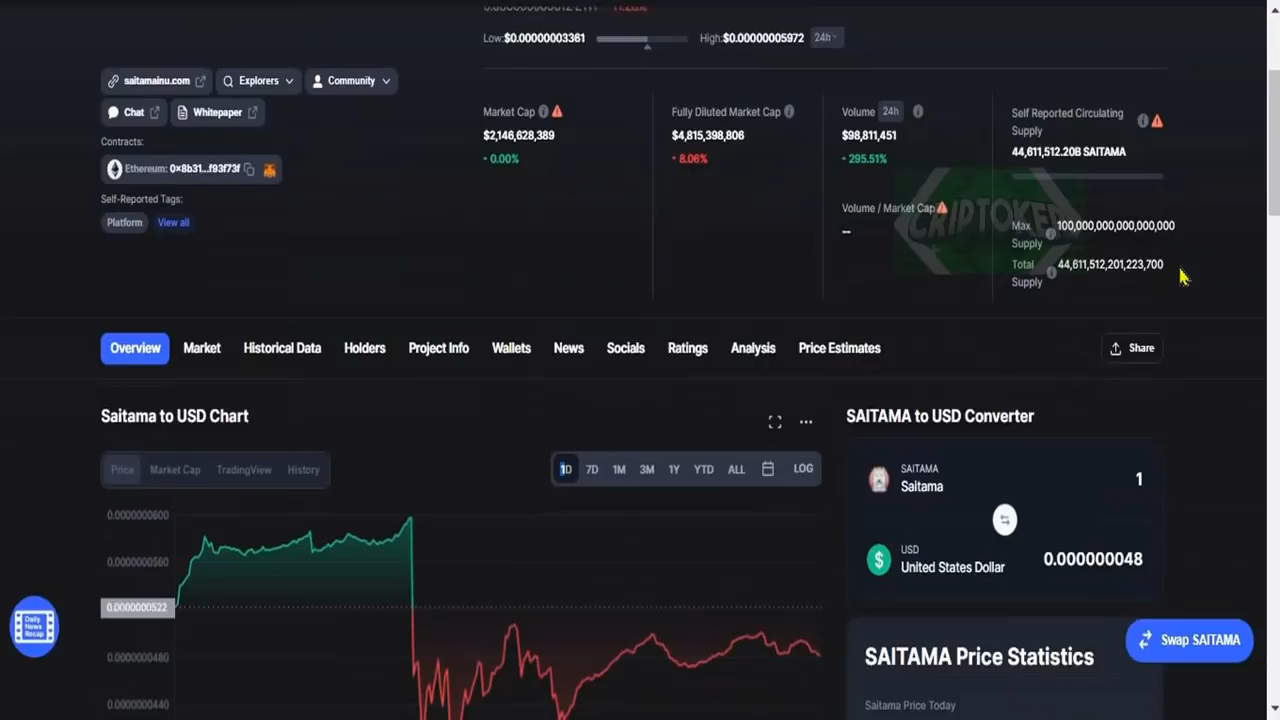 Low:$0.00000003361 High:$0.00000005972 24h
saitamainu.com Explorers Community
Chat Whitepaper
Contracts:
Ethereum: 0x8b31...f93f73f
Self-Reported Tags:
Platform View all
Market Cap
$2,146,628,389
0.00%
Fully Diluted Market Cap
$4,815,398,806
8.06%
Volume 24h
$98,811,451
295.51%
Volume / Market Cap
--
Self Reported Circulating
Supply
44,611,512.20B SAITAMA
Max
Supply
100,000,000,000,000,000
Total
Supply
44,611,512,201,223,700
CRIPTOKER
Overview Market Historical Data Holders Project Info Wallets News Socials Ratings Analysis Price Estimates Share
Saitama to USD Chart
Price Market Cap TradingView History
1D 7D 1M 3M 1Y YTD ALL LOG
0.0000000600
0.0000000560
0.0000000522
0.0000000480
0.0000000440
SAITAMA to USD Converter
SAITAMA
Saitama
1
USD
United States Dollar
0.000000048
SAITAMA Price Statistics
Saitama Price Today
Swap SAITAMA
Daily
News
Recap